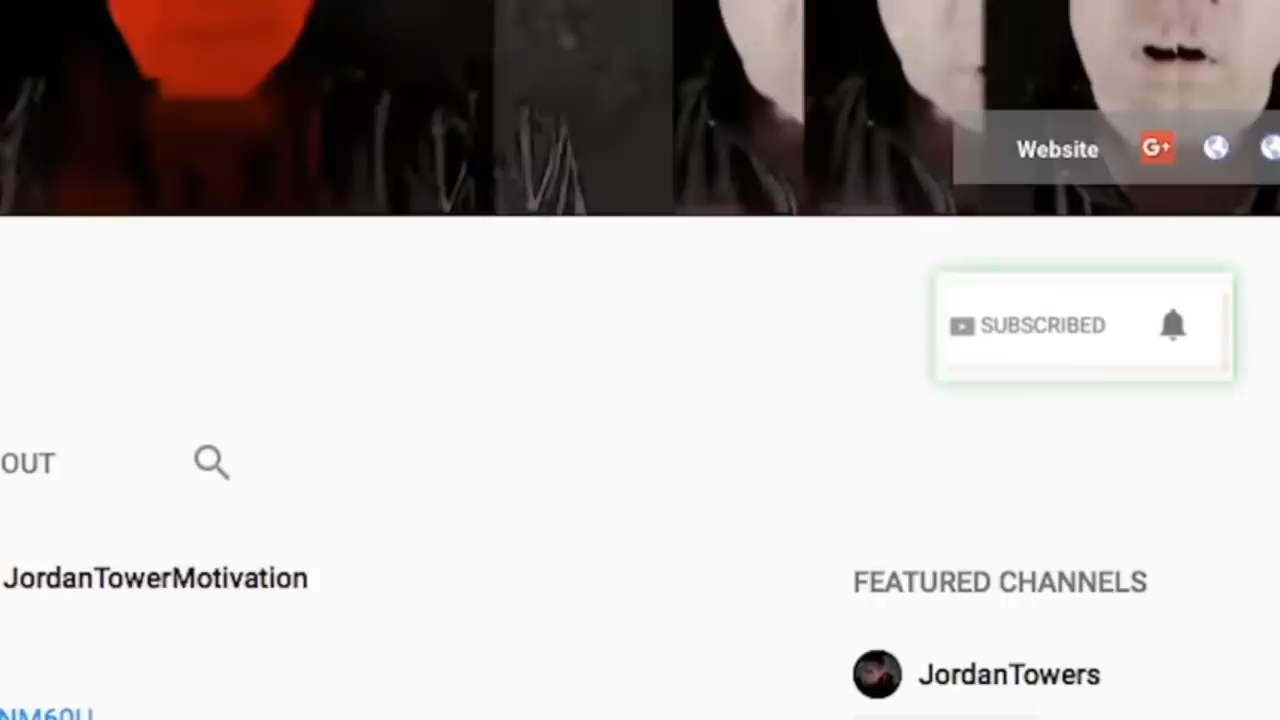 Website G+
SUBSCRIBED
OUT
JordanTowerMotivation
FEATURED CHANNELS
JordanTowers